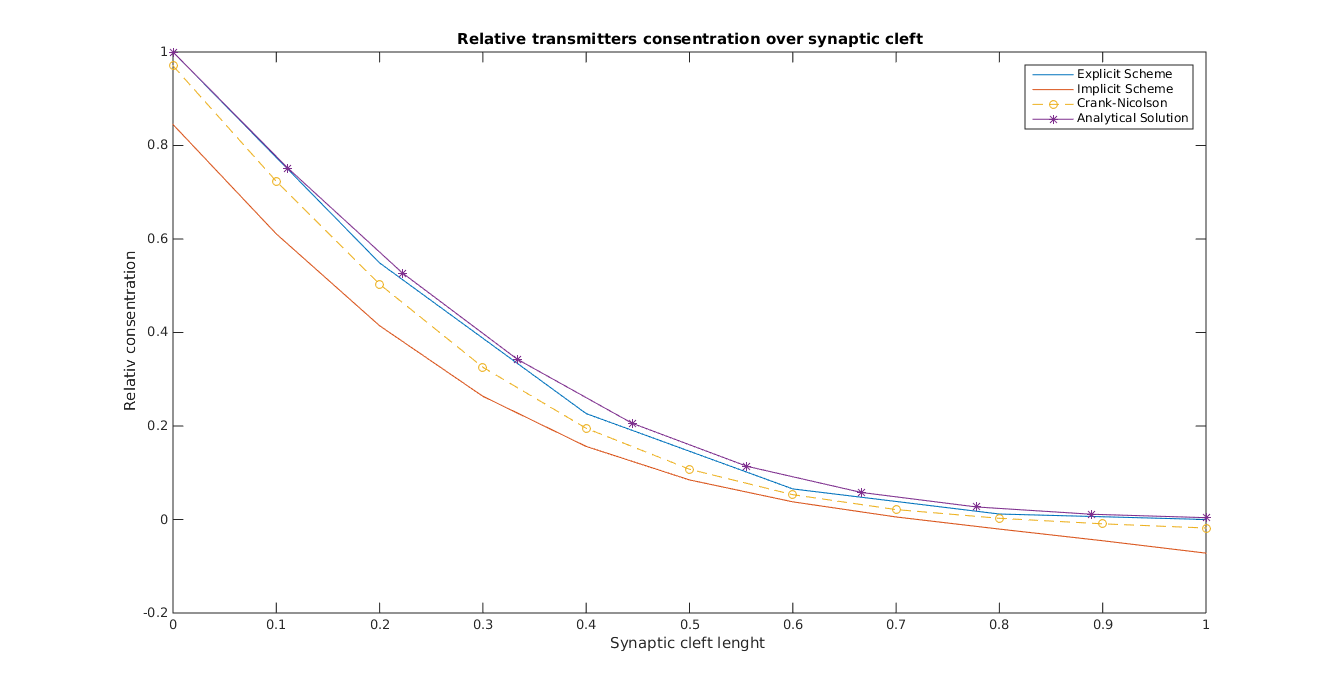 Relative transmitters consentration over synaptic cleft
Explicit Scheme
Implicit Scheme
Crank-Nicolson
Analytical Solution
Relativ consentration
1
0.8
0.6
0.4
0.2
0
-0.2
0 0.1 0.2 0.3 0.4 0.5 0.6 0.7 0.8 0.9 1
Synaptic cleft lenght